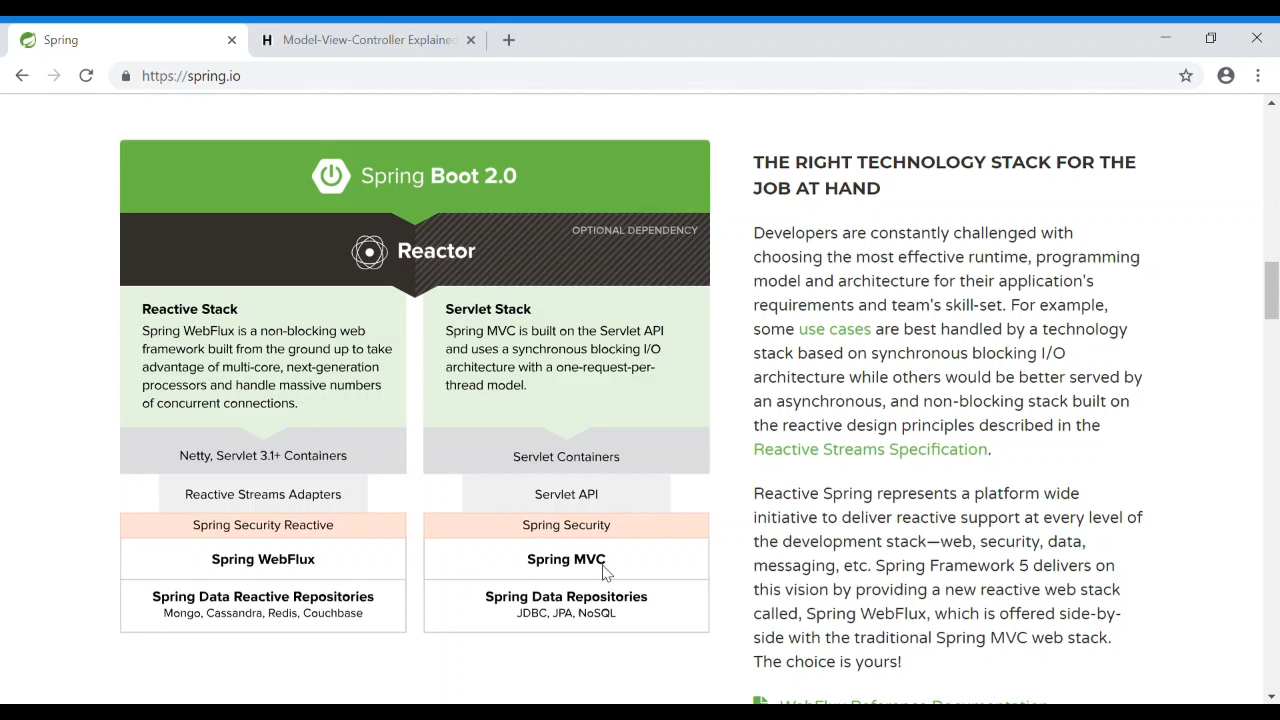 Spring
H Model-View-Controller Explained
https://spring.io
Spring Boot 2.0
OPTIONAL DEPENDENCY
Reactor
Reactive Stack
Spring WebFlux is a non-blocking web
framework built from the ground up to take
advantage of multi-core, next-generation
processors and handle massive numbers
of concurrent connections.
Netty, Servlet 3.1+ Containers
Reactive Streams Adapters
Spring Security Reactive
Spring WebFlux
Spring Data Reactive Repositories
Mongo, Cassandra, Redis, Couchbase
Servlet Stack
Spring MVC is built on the Servlet API
and uses a synchronous blocking I/O
architecture with a one-request-per-
thread model.
Servlet Containers
Servlet API
Spring Security
Spring MVC
Spring Data Repositories
JDBC, JPA, NoSQL
THE RIGHT TECHNOLOGY STACK FOR THE
JOB AT HAND
Developers are constantly challenged with
choosing the most effective runtime, programming
model and architecture for their application's
requirements and team's skill-set. For example,
some use cases are best handled by a technology
stack based on synchronous blocking I/O
architecture while others would be better served by
an asynchronous, and non-blocking stack built on
the reactive design principles described in the
Reactive Streams Specification.
Reactive Spring represents a platform wide
initiative to deliver reactive support at every level of
the development stack—web, security, data,
messaging, etc. Spring Framework 5 delivers on
this vision by providing a new reactive web stack
called, Spring WebFlux, which is offered side-by-
side with the traditional Spring MVC web stack.
The choice is yours!
WebFlux Reference Documentation